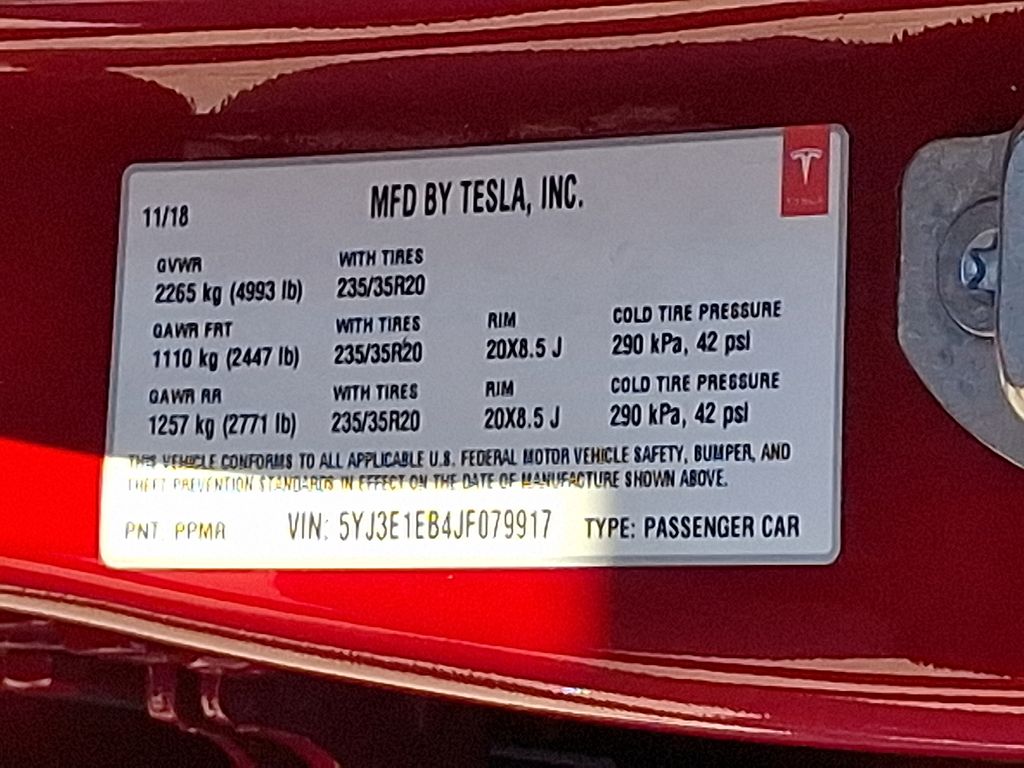 11/18 MFD BY TESLA, INC.
GVWR WITH TIRES
2265 kg (4993 lb) 235/35R20
GAWR FRT WITH TIRES RIM COLD TIRE PRESSURE
1110 kg (2447 lb) 235/35R20 20X8.5 J 290 kPa, 42 psi
GAWR RR WITH TIRES RIM COLD TIRE PRESSURE
1257 kg (2771 lb) 235/35R20 20X8.5 J 290 kPa, 42 psi
THIS VEHICLE CONFORMS TO ALL APPLICABLE U.S. FEDERAL MOTOR VEHICLE SAFETY, BUMPER, AND
THEFT PREVENTION STANDARDS IN EFFECT ON THE DATE OF MANUFACTURE SHOWN ABOVE.
PNT PPMR VIN: 5YJ3E1EB4JF079917 TYPE: PASSENGER CAR